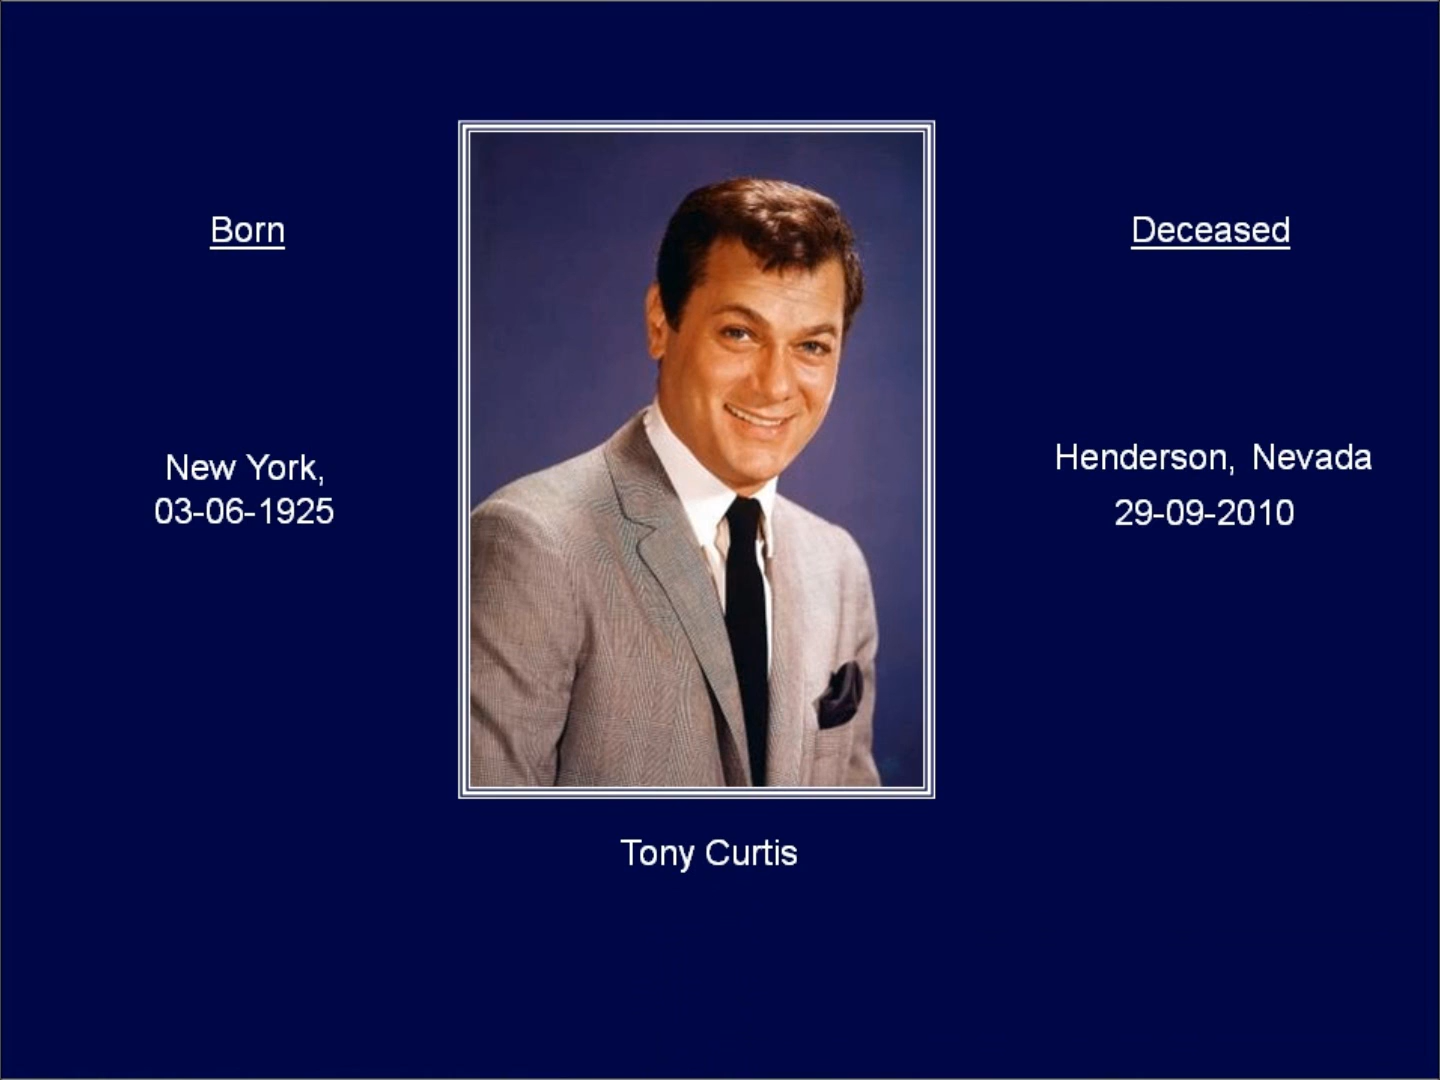 Born
New York,
03-06-1925
Deceased
Henderson, Nevada
29-09-2010
Tony Curtis